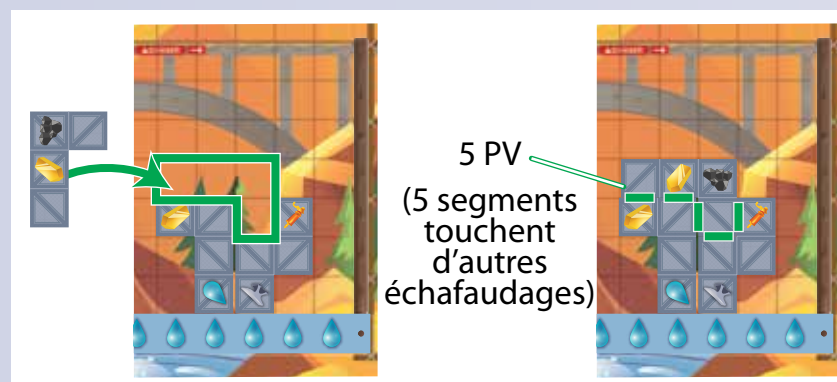 5 PV
(5 segments
touchent
d'autres
échafaudages)